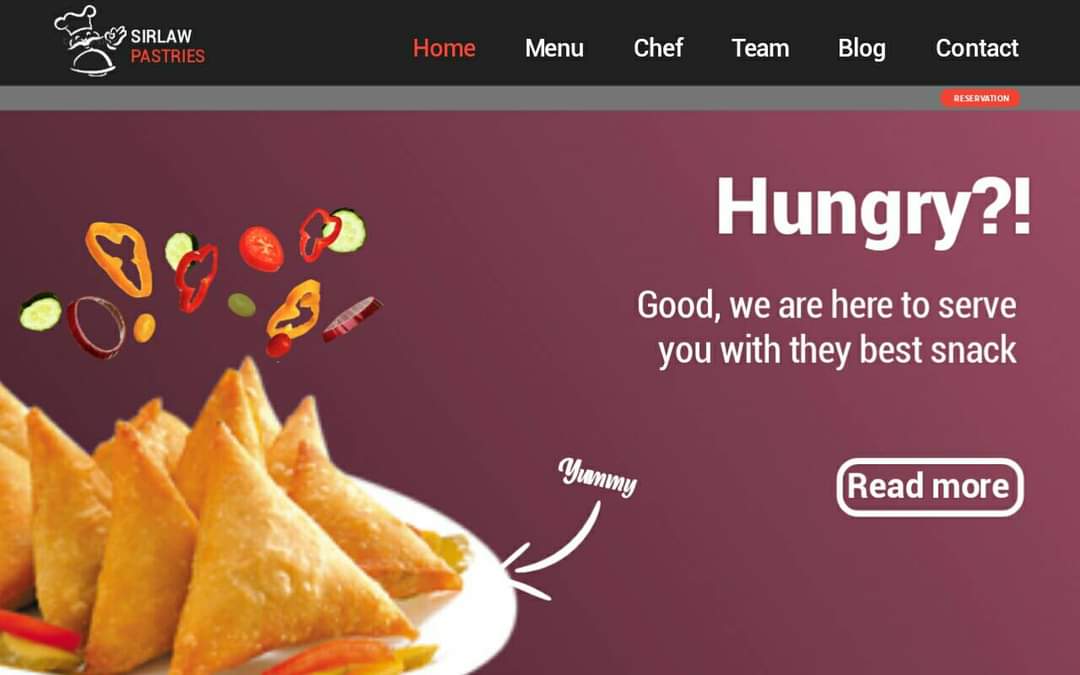 SIRLAW
PASTRIES
Home Menu Chef Team Blog Contact
RESERVATION
Hungry?!
Good, we are here to serve
you with they best snack
Yummy
Read more